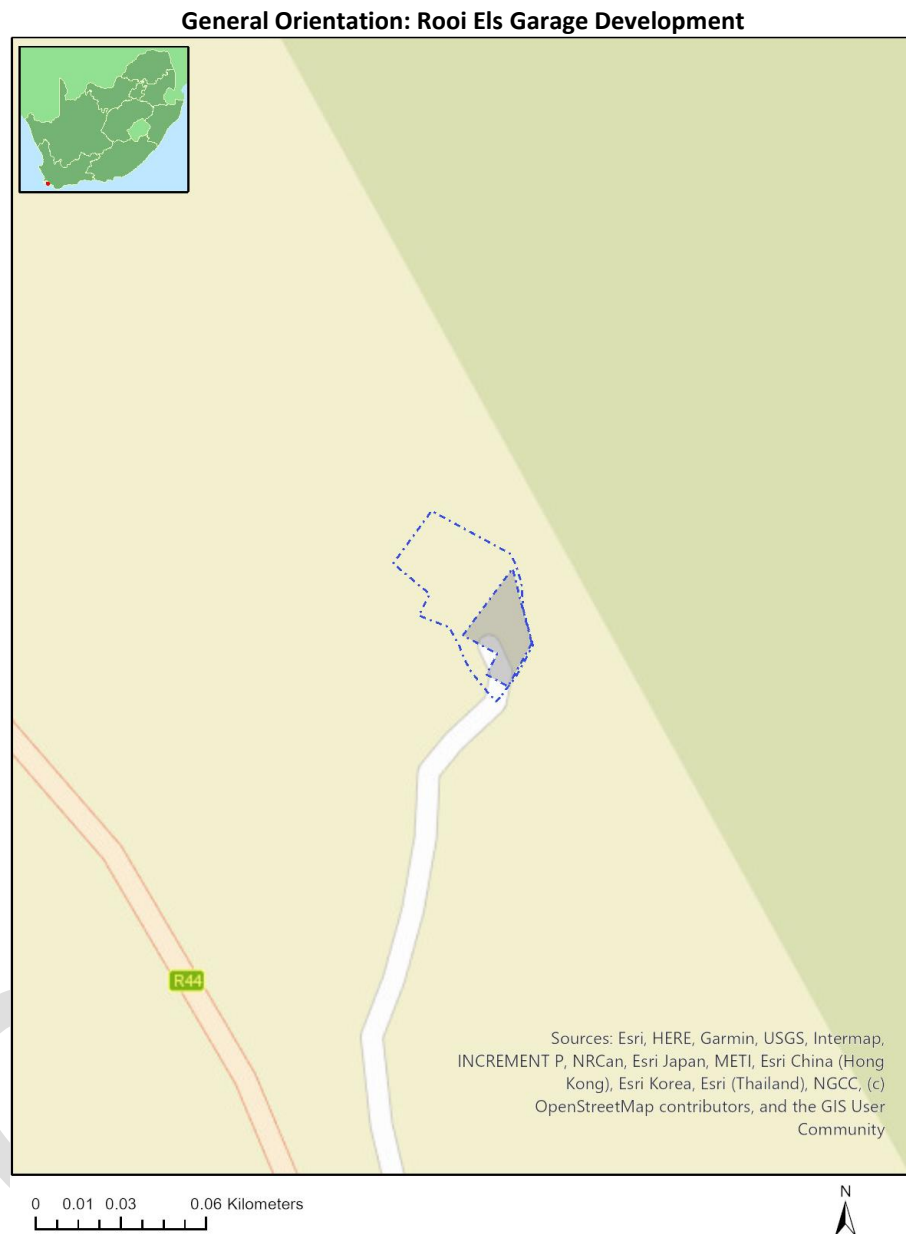 General Orientation: Rooi Els Garage Development
R44
Sources: Esri, HERE, Garmin, USGS, Intermap,
INCREMENT P, NRCan, Esri Japan, METI, Esri China (Hong
Kong), Esri Korea, Esri (Thailand), NGCC, (c)
OpenStreetMap contributors, and the GIS User
Community
0 0.01 0.03 0.06 Kilometers
N